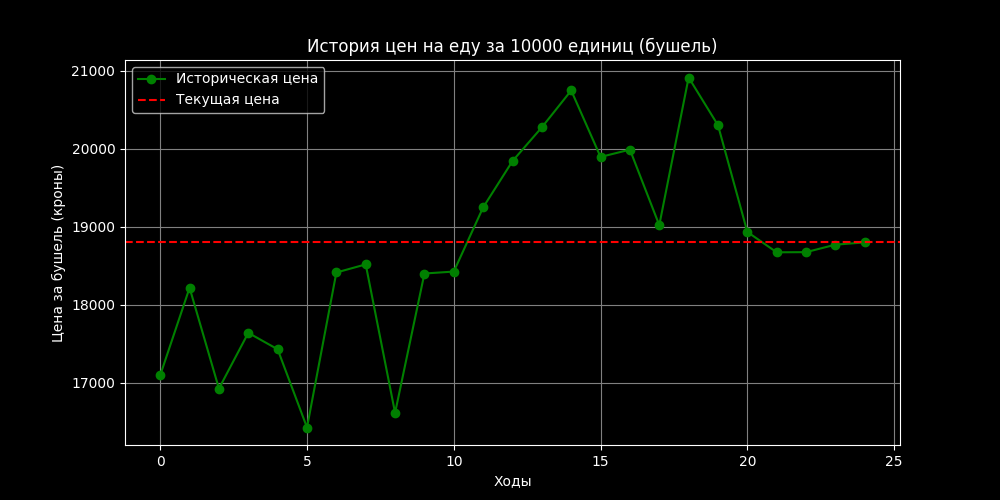 История цен на еду за 10000 единиц (бушель)
Историческая цена
Текущая цена
21000
20000
19000
18000
17000
Цена за бушель (кроны)
0 5 10 15 20 25
Ходы